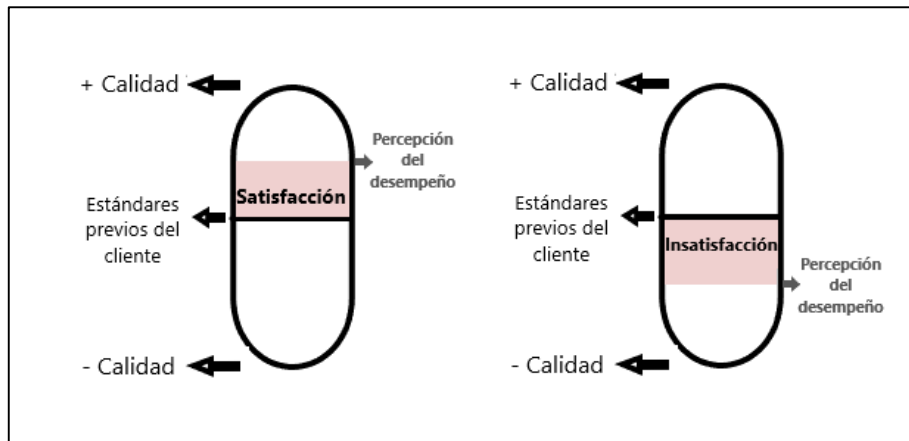 + Calidad
Percepción
del
desempeño
Satisfacción
Estándares
previos del
cliente
- Calidad
+ Calidad
Estándares
previos del
cliente
Insatisfacción
Percepción
del
desempeño
- Calidad